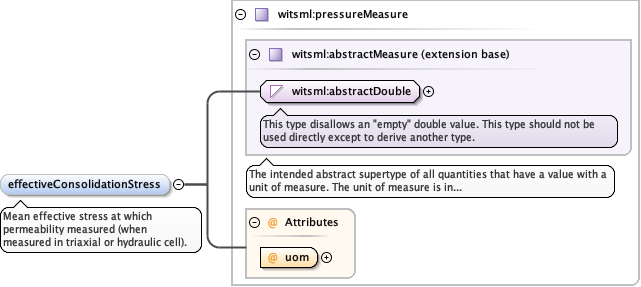 witsml:pressureMeasure
witsml:abstractMeasure (extension base)
witsml:abstractDouble
This type disallows an "empty" double value. This type should not be
used directly except to derive another type.
The intended abstract supertype of all quantities that have a value with a
unit of measure. The unit of measure is in...
effectiveConsolidationStress
Mean effective stress at which
permeability measured (when
measured in triaxial or hydraulic cell).
@ Attributes
@ uom